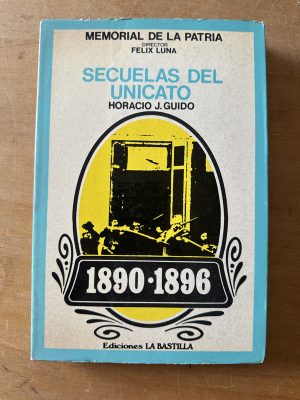 MEMORIAL DE LA PATRIA
DIRECTOR
FELIX LUNA
SECUELAS DEL
UNICATO
HORACIO J. GUIDO
1890·1896
Ediciones LA BASTILLA